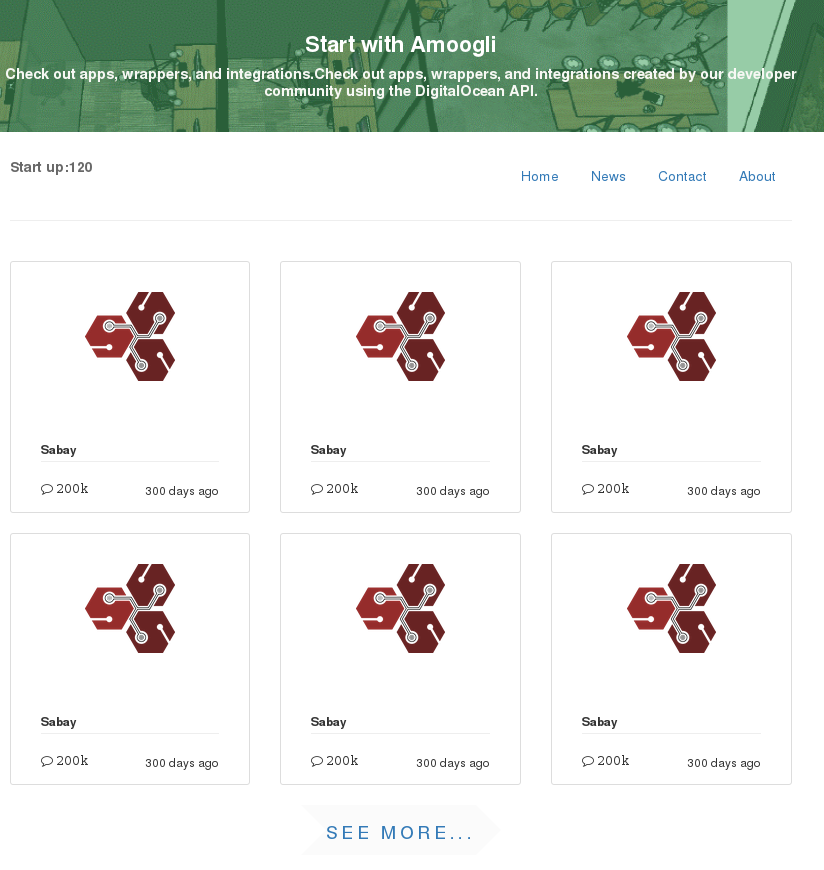 Start with Amoogli
Check out apps, wrappers, and integrations.Check out apps, wrappers, and integrations created by our developer
community using the DigitalOcean API.
Start up:120
Home News Contact About
Sabay Sabay Sabay
200k 300 days ago 200k 300 days ago 200k 300 days ago
Sabay Sabay Sabay
200k 300 days ago 200k 300 days ago 200k 300 days ago
SEE MORE...